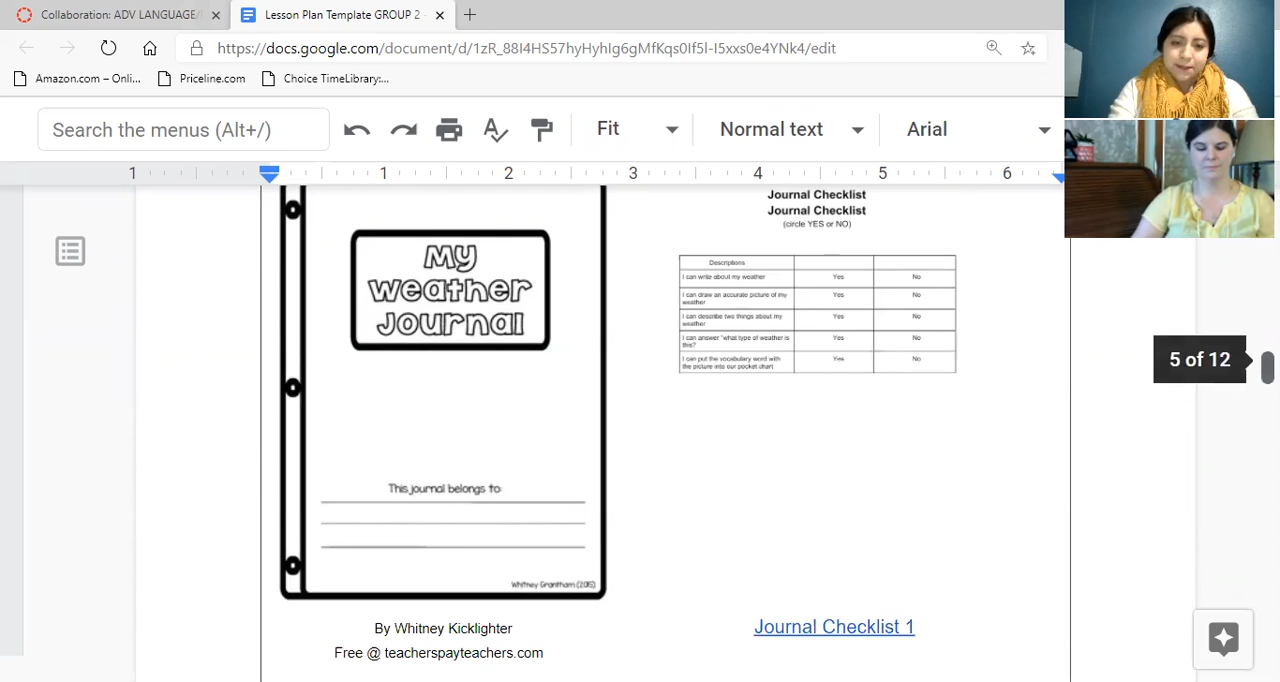 Collaboration: ADV LANGUAGE/
Lesson Plan Template GROUP 2 -
https://docs.google.com/document/d/1zR_88I4HS57hyHyhIg6gMfKqs0If5l-I5xxs0e4YNk4/edit
Amazon.com – Onli...
Priceline.com
Choice TimeLibrary:...
Search the menus (Alt+/)
Fit
Normal text
Arial
1 1 2 3 4 5 6
My
weather
Journal
This journal belongs to:
Whitney Grantham (2015)
By Whitney Kicklighter
Free @ teacherspayteachers.com
Journal Checklist
Journal Checklist
(circle YES or NO)
Descriptions
I can write about my weather Yes No
I can draw an accurate picture of my Yes No
weather
I can describe two things about my Yes No
weather
I can answer "what type of weather is Yes No
this?
I can put the vocabulary word with Yes No
the picture into our pocket chart
Journal Checklist 1
5 of 12